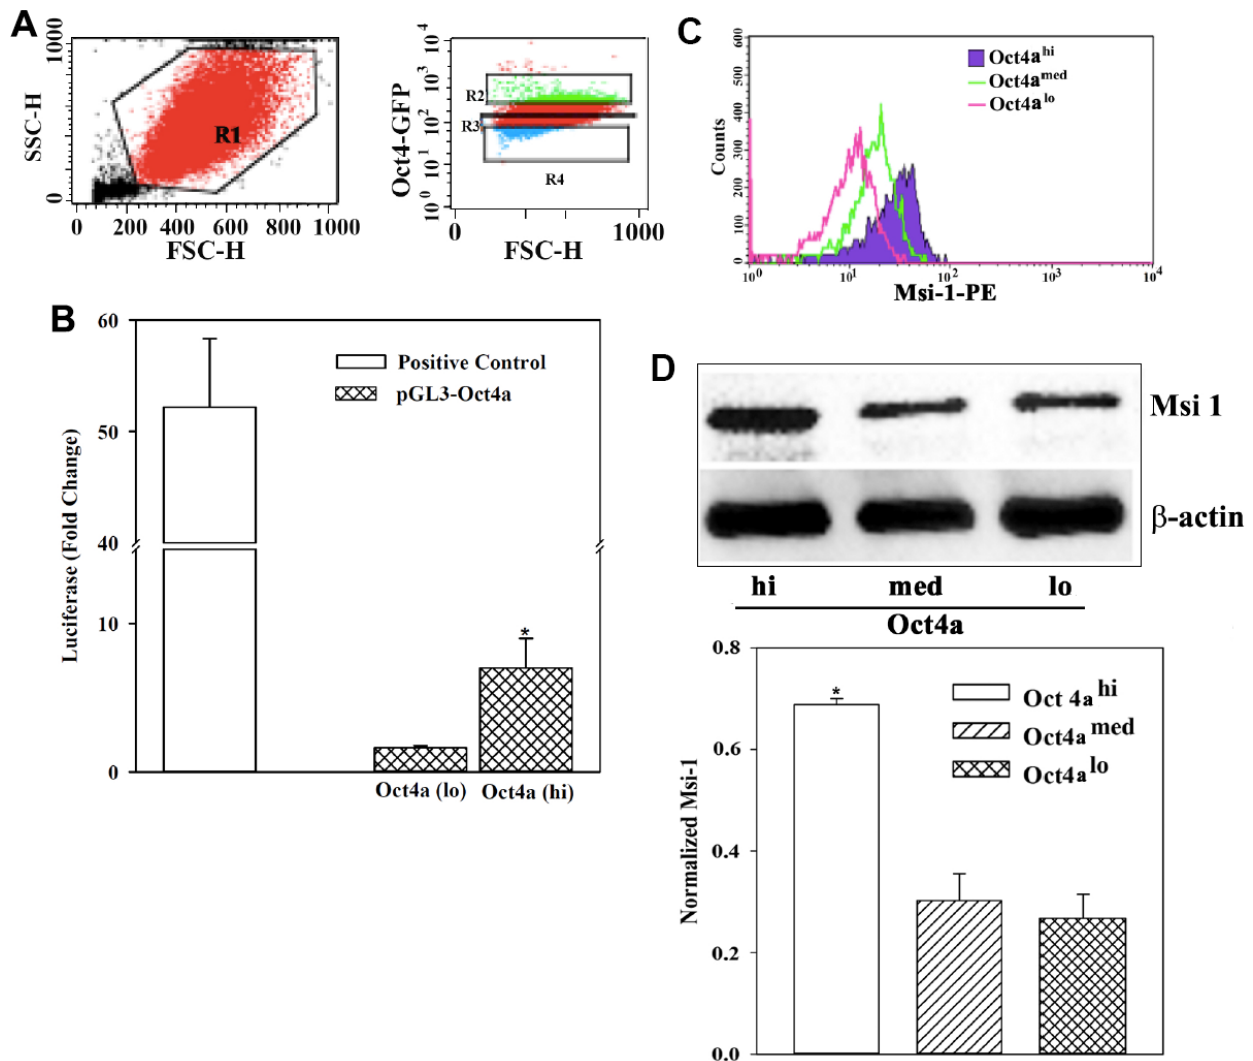 A
1000
0
SSC-H
R1
200 400 600 800 1000
FSC-H
10^4
10^3
10^2
10^1
10^0
Oct4-GFP
R2
R3
R4
0 1000
FSC-H
C
600
500
400
300
200
100
0
Counts
Oct4a^hi
Oct4a^med
Oct4a^lo
10^0 10^1 10^2 10^3 10^4
Msi-1-PE
B
60
50
40
10
0
Luciferase (Fold Change)
Positive Control
pGL3-Oct4a
*
Oct4a (lo) Oct4a (hi)
D
Msi 1
β-actin
hi med lo
Oct4a
0.8
0.6
0.4
0.2
0.0
Normalized Msi-1
*
Oct 4a^hi
Oct4a^med
Oct4a^lo